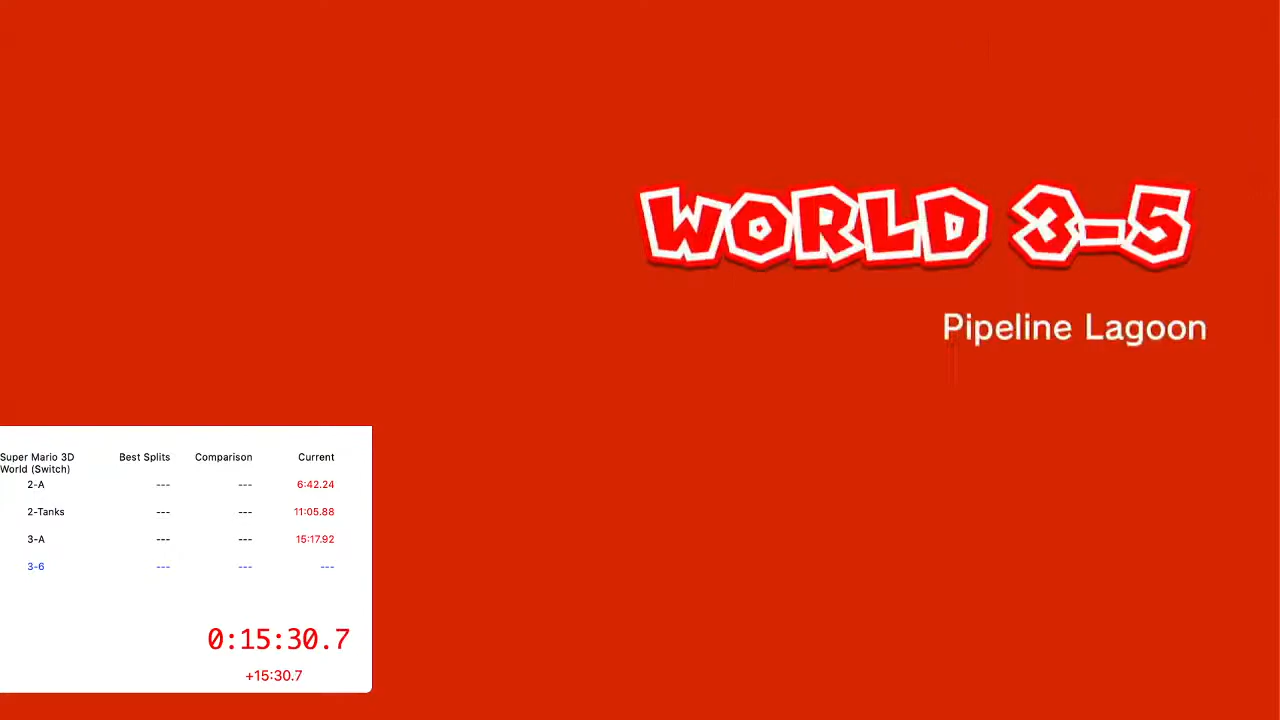 WORLD 3-5
Pipeline Lagoon
Super Mario 3D World (Switch) Best Splits Comparison Current
2-A --- --- 6:42.24
2-Tanks --- --- 11:05.88
3-A --- --- 15:17.92
3-6 --- --- ---
0:15:30.7
+15:30.7